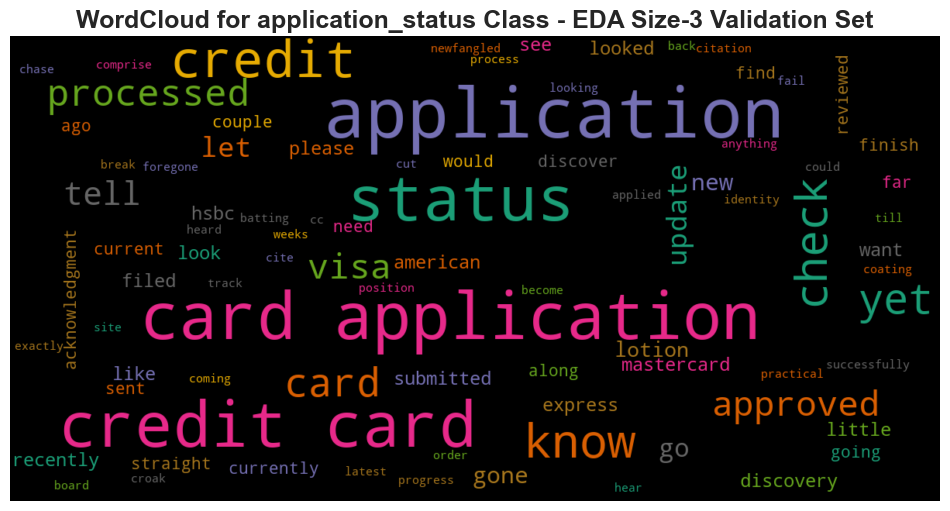 WordCloud for application_status Class - EDA Size-3 Validation Set
credit
newfangled
see
looked
back
citation
process
chase
comprise
find
fail
reviewed
processed
looking
application
ago
couple
let
please
anything
finish
break
foregone
cut
would
discover
could
tell
status
update
new
applied
identity
check
far
hsbc
batting
cc
need
till
heard
weeks
acknowledgment
current
look
cite
visa
american
want
coating
filed
track
position
become
yet
card application
site
exactly
lotion
mastercard
successfully
like
sent
coming
card
submitted
along
practical
credit card
express
approved
know
little
go
going
recently
straight
currently
order
latest
progress
gone
board
croak
hear
discovery